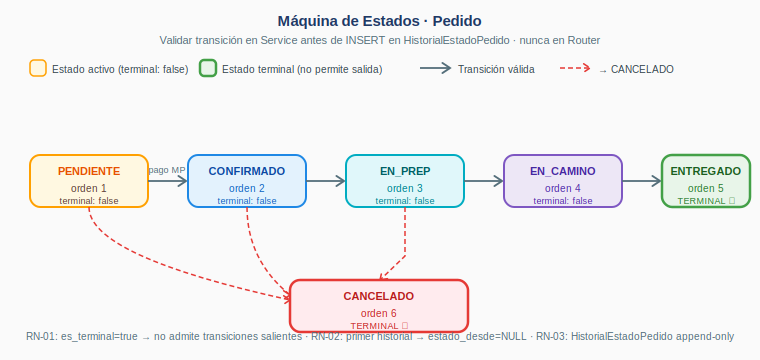 Máquina de Estados · Pedido
Validar transición en Service antes de INSERT en HistorialEstadoPedido · nunca en Router
Estado activo (terminal: false)
Estado terminal (no permite salida)
Transición válida
→ CANCELADO
PENDIENTE
orden 1
terminal: false
pago MP
CONFIRMADO
orden 2
terminal: false
EN_PREP
orden 3
terminal: false
EN_CAMINO
orden 4
terminal: false
ENTREGADO
orden 5
TERMINAL
CANCELADO
orden 6
TERMINAL
RN-01: es_terminal=true → no admite transiciones salientes · RN-02: primer historial → estado_desde=NULL · RN-03: HistorialEstadoPedido append-only